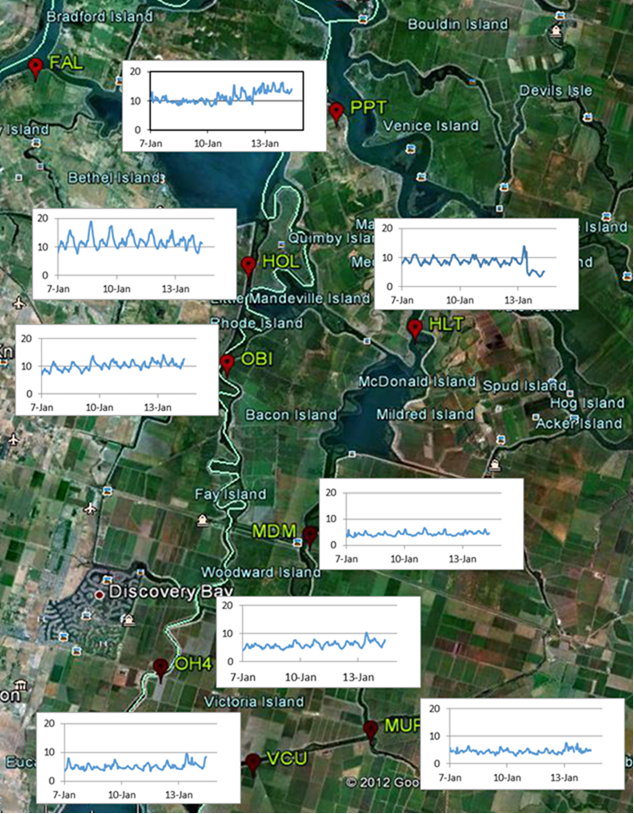 Bradford Island
Bouldin Island
FAL
20
10
0
7-Jan 10-Jan 13-Jan
PPT
Devils Isle
Venice Island
Island
Bethel Island
20
10
0
7-Jan 10-Jan 13-Jan
Quimby Islan
HOL
20
10
0
7-Jan 10-Jan 13-Jan
e Island
Little Mandeville Island
Rhode Island
HLT
20
10
0
7-Jan 10-Jan 13-Jan
OBI
McDonald Island
Spud Island
Hog Island
Bacon Island
Mildred Island
Acker Island
Fay Island
20
10
0
7-Jan 10-Jan 13-Jan
MDM
Woodward Island
Discovery Bay
20
10
0
7-Jan 10-Jan 13-Jan
OH4
Victoria Island
20
10
0
7-Jan 10-Jan 13-Jan
VCU
MUP
20
10
0
7-Jan 10-Jan 13-Jan
© 2012 Goo